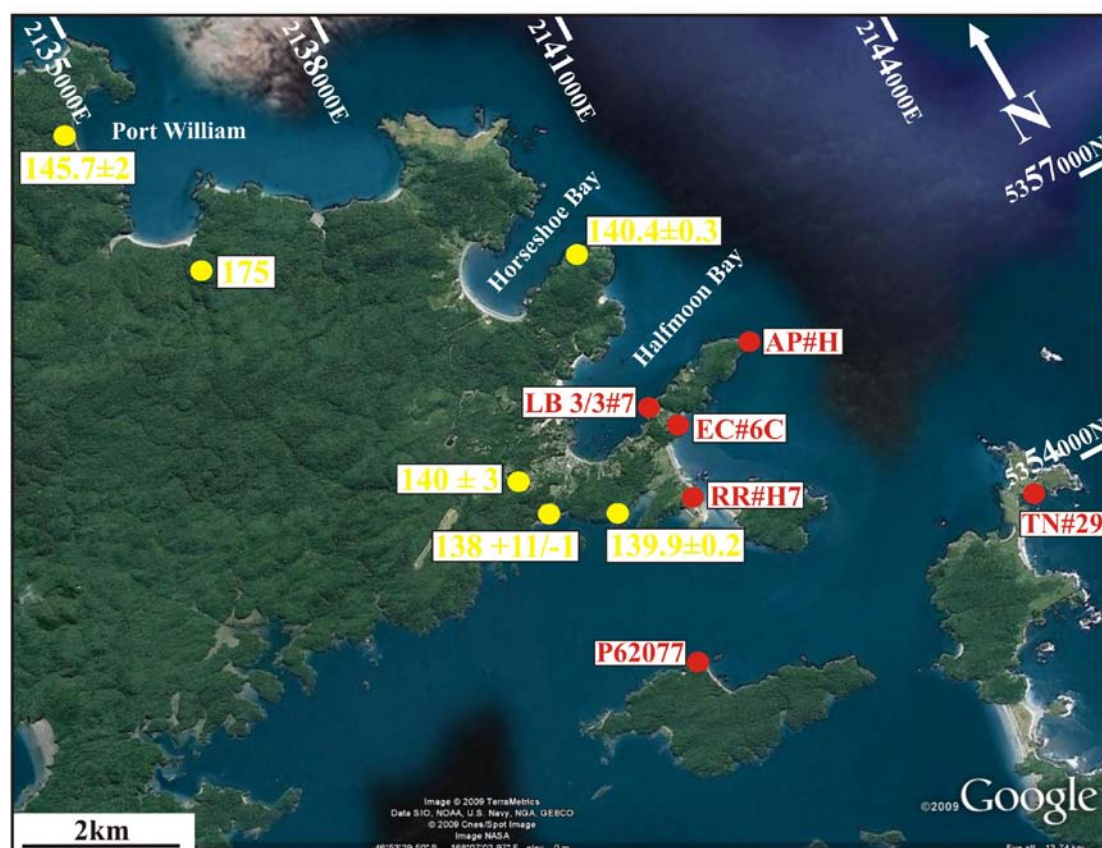 2135000E
2138000E
2141000E
2144000E
N
Port William
145.7±2
5357000N
Horseshoe Bay
140.4±0.3
175
Halfmoon Bay
AP#H
LB 3/3#7
EC#6C
5354000N
140 ± 3
RR#H7
TN#29
138 +11/-1
139.9±0.2
P62077
Image © 2009 TerraMetrics
Data SIO, NOAA, U.S. Navy, NGA, GEBCO
© 2009 Cnes/Spot Image
Image NASA
©2009 Google
2km